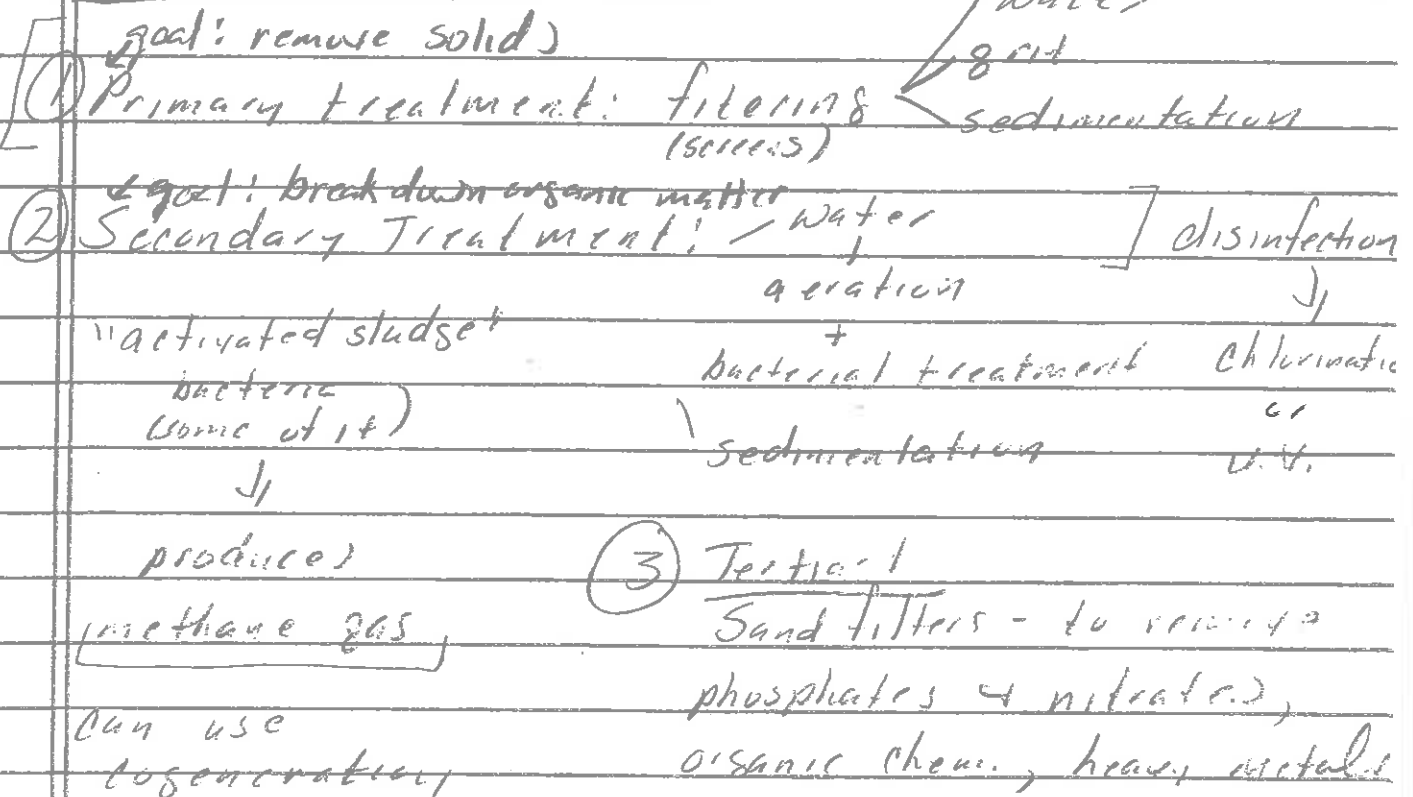 goal: remove solids
grit
① Primary treatment: filtering
sedimentation
(screens)
goal: break down organic matter
② Secondary Treatment: water
disinfection
+
aeration
"activated sludge"
+
bacterial treatment
chlorinatio
bacteria
(some of it)
or
sedimentation
U.V.
produces
③ Tertiary
methane gas
Sand filters - to remove
phosphates & nitrates,
can use
organic chem., heavy metals
cogeneration